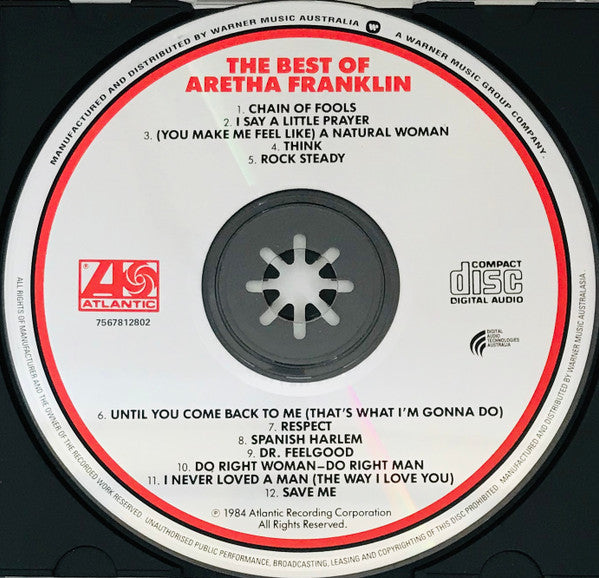 MANUFACTURED AND DISTRIBUTED BY WARNER MUSIC AUSTRALIA A WARNER MUSIC GROUP COMPANY.
THE BEST OF
ARETHA FRANKLIN
1. CHAIN OF FOOLS
2. I SAY A LITTLE PRAYER
3. (YOU MAKE ME FEEL LIKE) A NATURAL WOMAN
4. THINK
5. ROCK STEADY
® ATLANTIC
7567812802
COMPACT
disc
DIGITAL AUDIO
DIGITAL
AUDIO
TECHNOLOGIES
AUSTRALIA
6. UNTIL YOU COME BACK TO ME (THAT'S WHAT I'M GONNA DO)
7. RESPECT
8. SPANISH HARLEM
9. DR. FEELGOOD
10. DO RIGHT WOMAN–DO RIGHT MAN
11. I NEVER LOVED A MAN (THE WAY I LOVE YOU)
12. SAVE ME
℗ 1984 Atlantic Recording Corporation
All Rights Reserved.
ALL RIGHTS OF MANUFACTURER AND THE OWNER OF THE RECORDED WORK RESERVED. UNAUTHORISED PUBLIC PERFORMANCE, BROADCASTING, LEASING AND COPYRIGHTING OF THIS DISC PROHIBITED. MANUFACTURED AND DISTRIBUTED BY WARNER MUSIC AUSTRALASIA